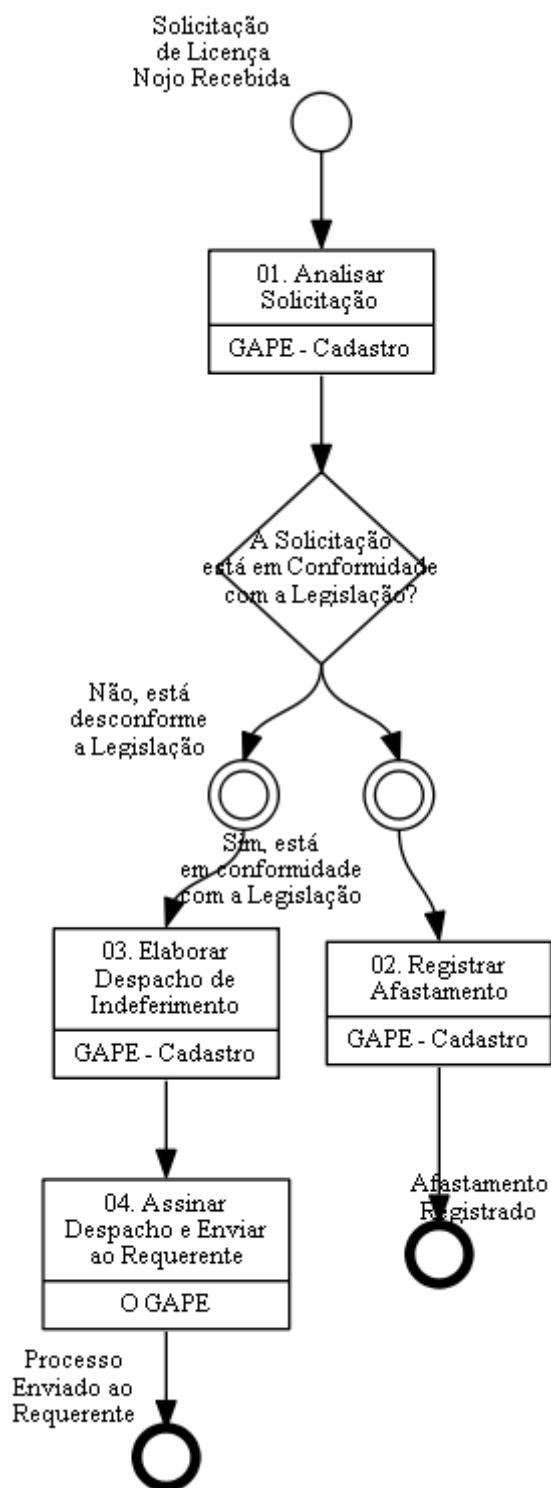 Solicitação
de Licença
Nojo Recebida
01. Analisar
Solicitação
GAPE - Cadastro
A Solicitação
está em Conformidade
com a Legislação?
Não, está
desconforme
a Legislação
Sim, está
em conformidade
com a Legislação
03. Elaborar
Despacho de
Indeferimento
GAPE - Cadastro
02. Registrar
Afastamento
GAPE - Cadastro
04. Assinar
Despacho e Enviar
ao Requerente
O GAPE
Afastamento
Registrado
Processo
Enviado ao
Requerente